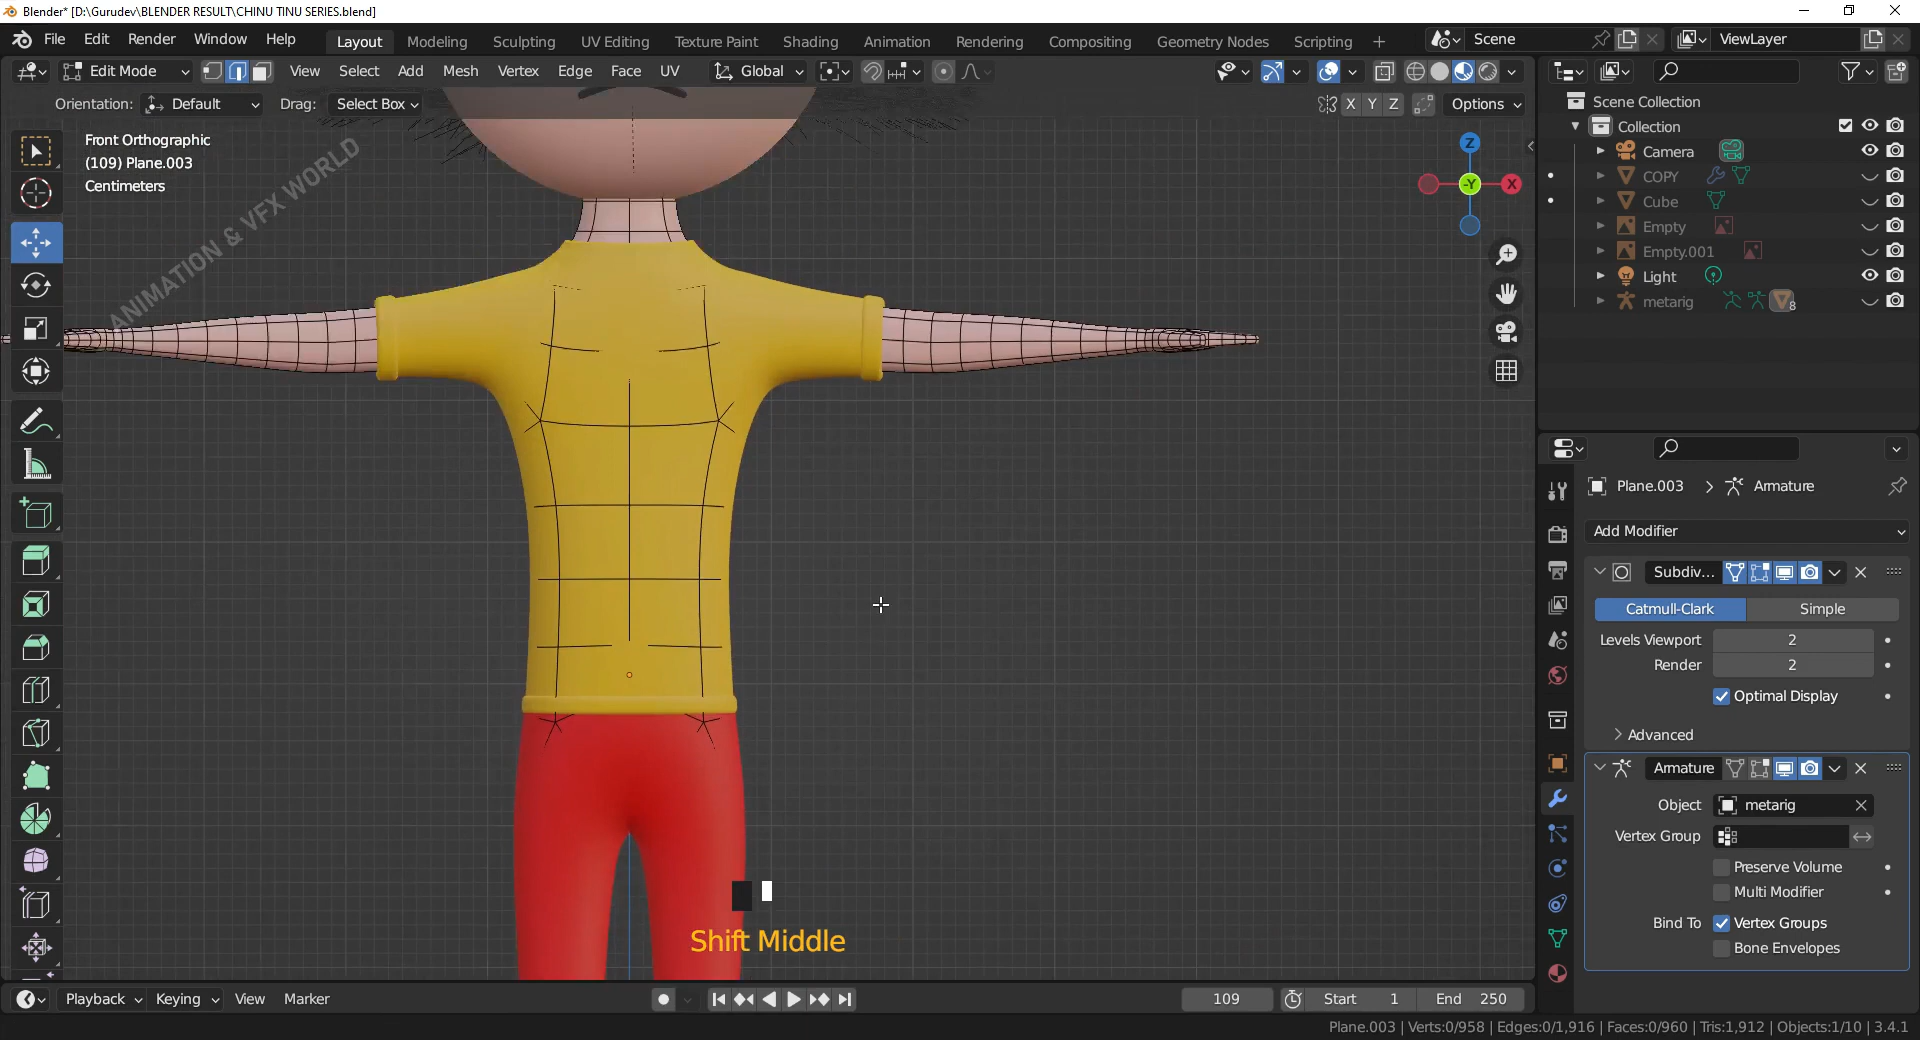 Blender* [D:\Gurudev\BLENDER RESULT\CHINU TINU SERIES.blend]
File Edit Render Window Help Layout Modeling Sculpting UV Editing Texture Paint Shading Animation Rendering Compositing Geometry Nodes Scripting + Scene ViewLayer
Edit Mode View Select Add Mesh Vertex Edge Face UV Global
Orientation: Default Drag: Select Box X Y Z Options
Front Orthographic
(109) Plane.003
Centimeters
ANIMATION & VFX WORLD
Z
-Y X
Scene Collection
Collection
Camera
COPY
Cube
Empty
Empty.001
Light
metarig 8
Plane.003 > Armature
Add Modifier
Subdiv...
Catmull-Clark Simple
Levels Viewport 2
Render 2
Optimal Display
Advanced
Armature
Object metarig
Vertex Group
Preserve Volume
Multi Modifier
Bind To Vertex Groups
Bone Envelopes
Shift Middle
Playback Keying View Marker 109 Start 1 End 250
Plane.003 | Verts:0/958 | Edges:0/1,916 | Faces:0/960 | Tris:1,912 | Objects:1/10 | 3.4.1